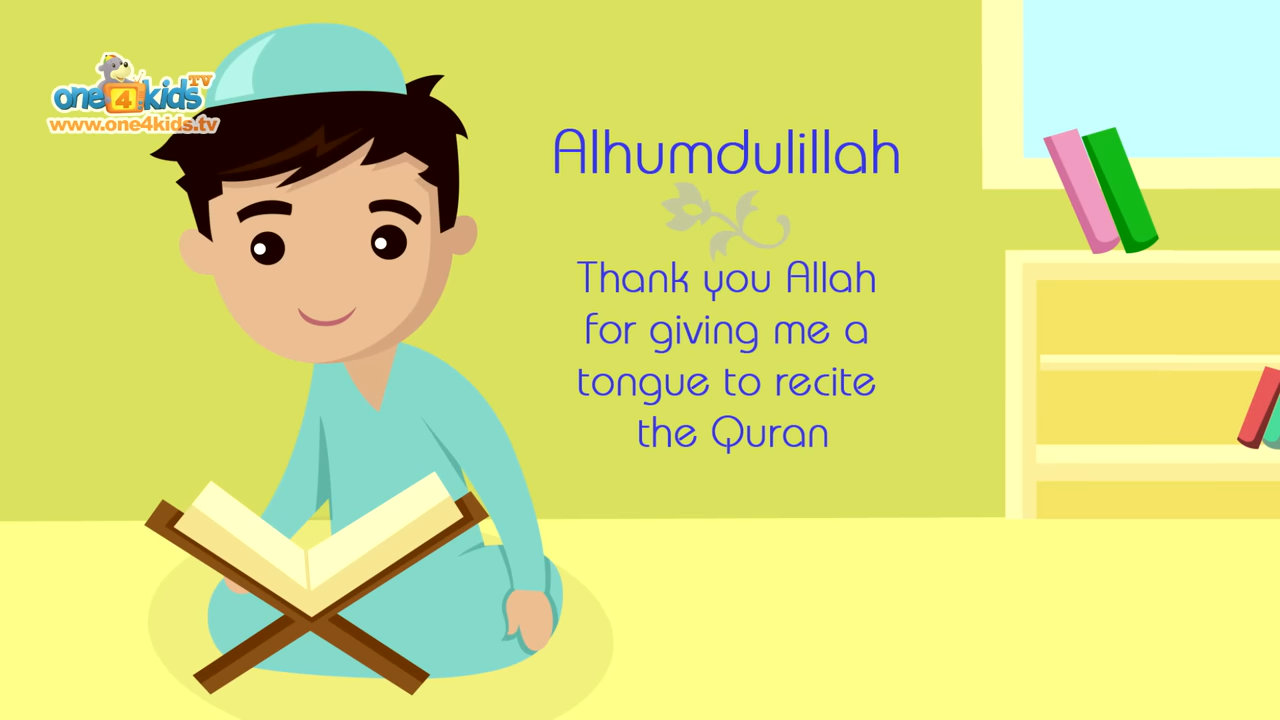 one4kids TV
www.one4kids.tv
Alhumdulillah
Thank you Allah
for giving me a
tongue to recite
the Quran